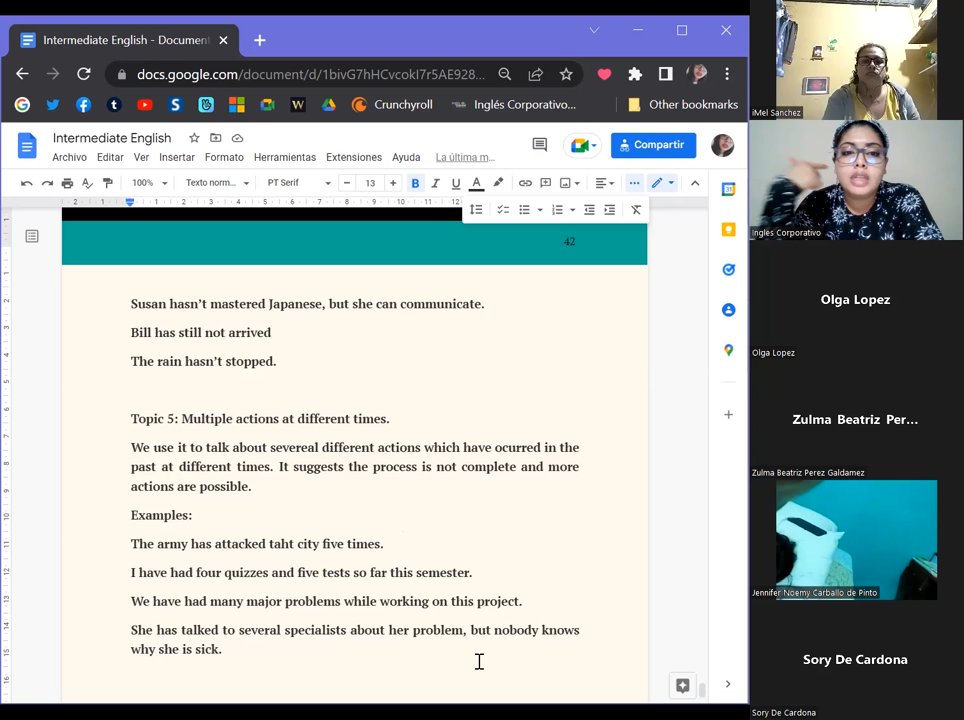 Intermediate English - Document
docs.google.com/document/d/1bivG7hHCvcokI7r5AE928...
Crunchyroll
Inglés Corporativo...
Other bookmarks
Intermediate English
Archivo Editar Ver Insertar Formato Herramientas Extensiones Ayuda La última m...
Compartir
100% Texto norm... PT Serif 13
42
Susan hasn't mastered Japanese, but she can communicate.
Bill has still not arrived
The rain hasn't stopped.
Topic 5: Multiple actions at different times.
We use it to talk about severeal different actions which have ocurred in the
past at different times. It suggests the process is not complete and more
actions are possible.
Examples:
The army has attacked taht city five times.
I have had four quizzes and five tests so far this semester.
We have had many major problems while working on this project.
She has talked to several specialists about her problem, but nobody knows
why she is sick.
iMel Sanchez
Inglés Corporativo
Olga Lopez
Olga Lopez
Zulma Beatriz Per...
Zulma Beatriz Perez Galdamez
Jennifer Noemy Carballo de Pinto
Sory De Cardona
Sory De Cardona